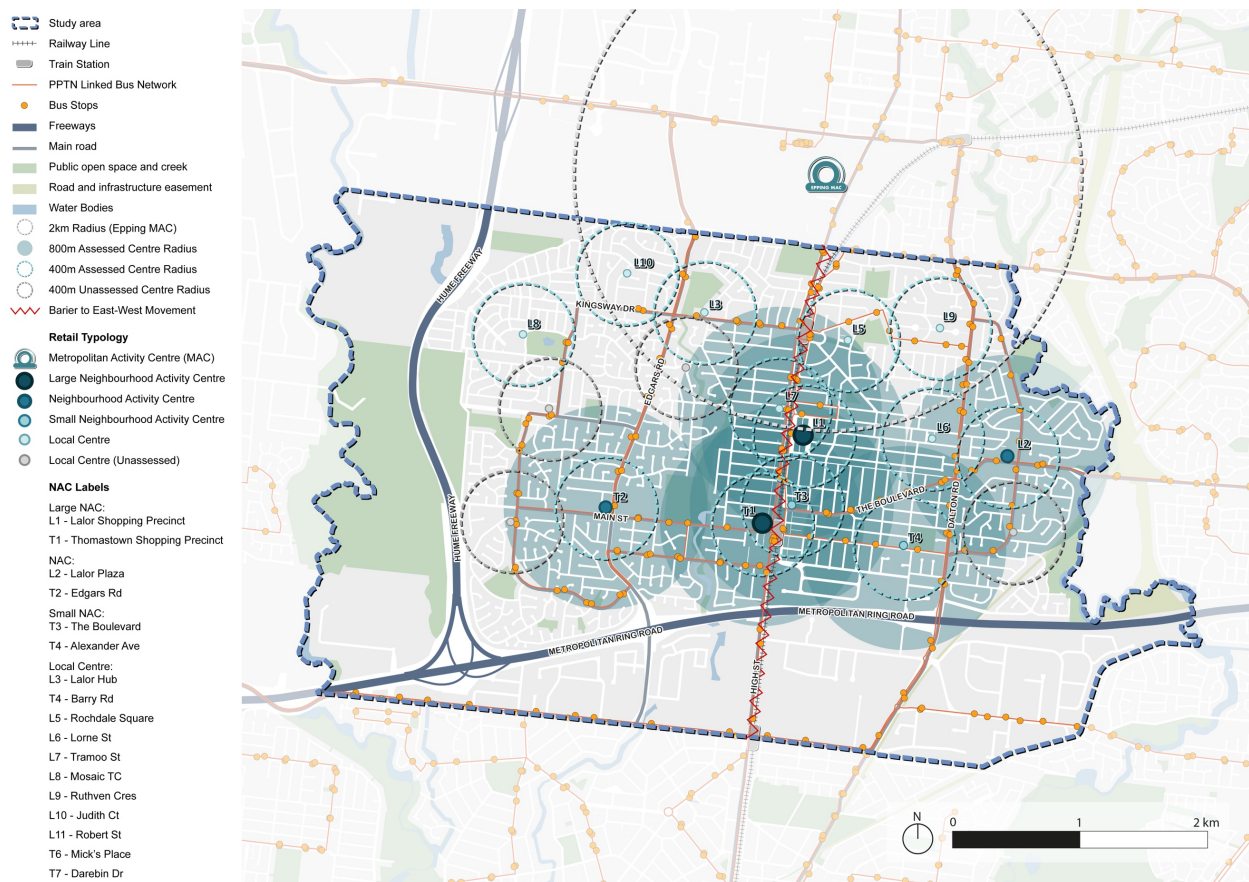 Study area
Railway Line
Train Station
PPTN Linked Bus Network
Bus Stops
Freeways
Main road
Public open space and creek
Road and infrastructure easement
Water Bodies
2km Radius (Epping MAC)
800m Assessed Centre Radius
400m Assessed Centre Radius
400m Unassessed Centre Radius
Barier to East-West Movement
Retail Typology
Metropolitan Activity Centre (MAC)
Large Neighbourhood Activity Centre
Neighbourhood Activity Centre
Small Neighbourhood Activity Centre
Local Centre
Local Centre (Unassessed)
NAC Labels
Large NAC:
L1 - Lalor Shopping Precinct
T1 - Thomastown Shopping Precinct
NAC:
L2 - Lalor Plaza
T2 - Edgars Rd
Small NAC:
T3 - The Boulevard
T4 - Alexander Ave
Local Centre:
L3 - Lalor Hub
T4 - Barry Rd
L5 - Rochdale Square
L6 - Lorne St
L7 - Tramoo St
L8 - Mosaic TC
L9 - Ruthven Cres
L10 - Judith Ct
L11 - Robert St
T6 - Mick's Place
T7 - Darebin Dr
EPPING MAC
HUME FREEWAY
L10
KINGSWAY DR
L3
L8
L5
L9
EDGARS RD
L7
L1
L6
L2
T2
MAIN ST
T1
T3
THE BOULEVARD
DALTON RD
T4
HUME FREEWAY
METROPOLITAN RING ROAD
METROPOLITAN RING ROAD
HIGH ST
N
0 1 2 km